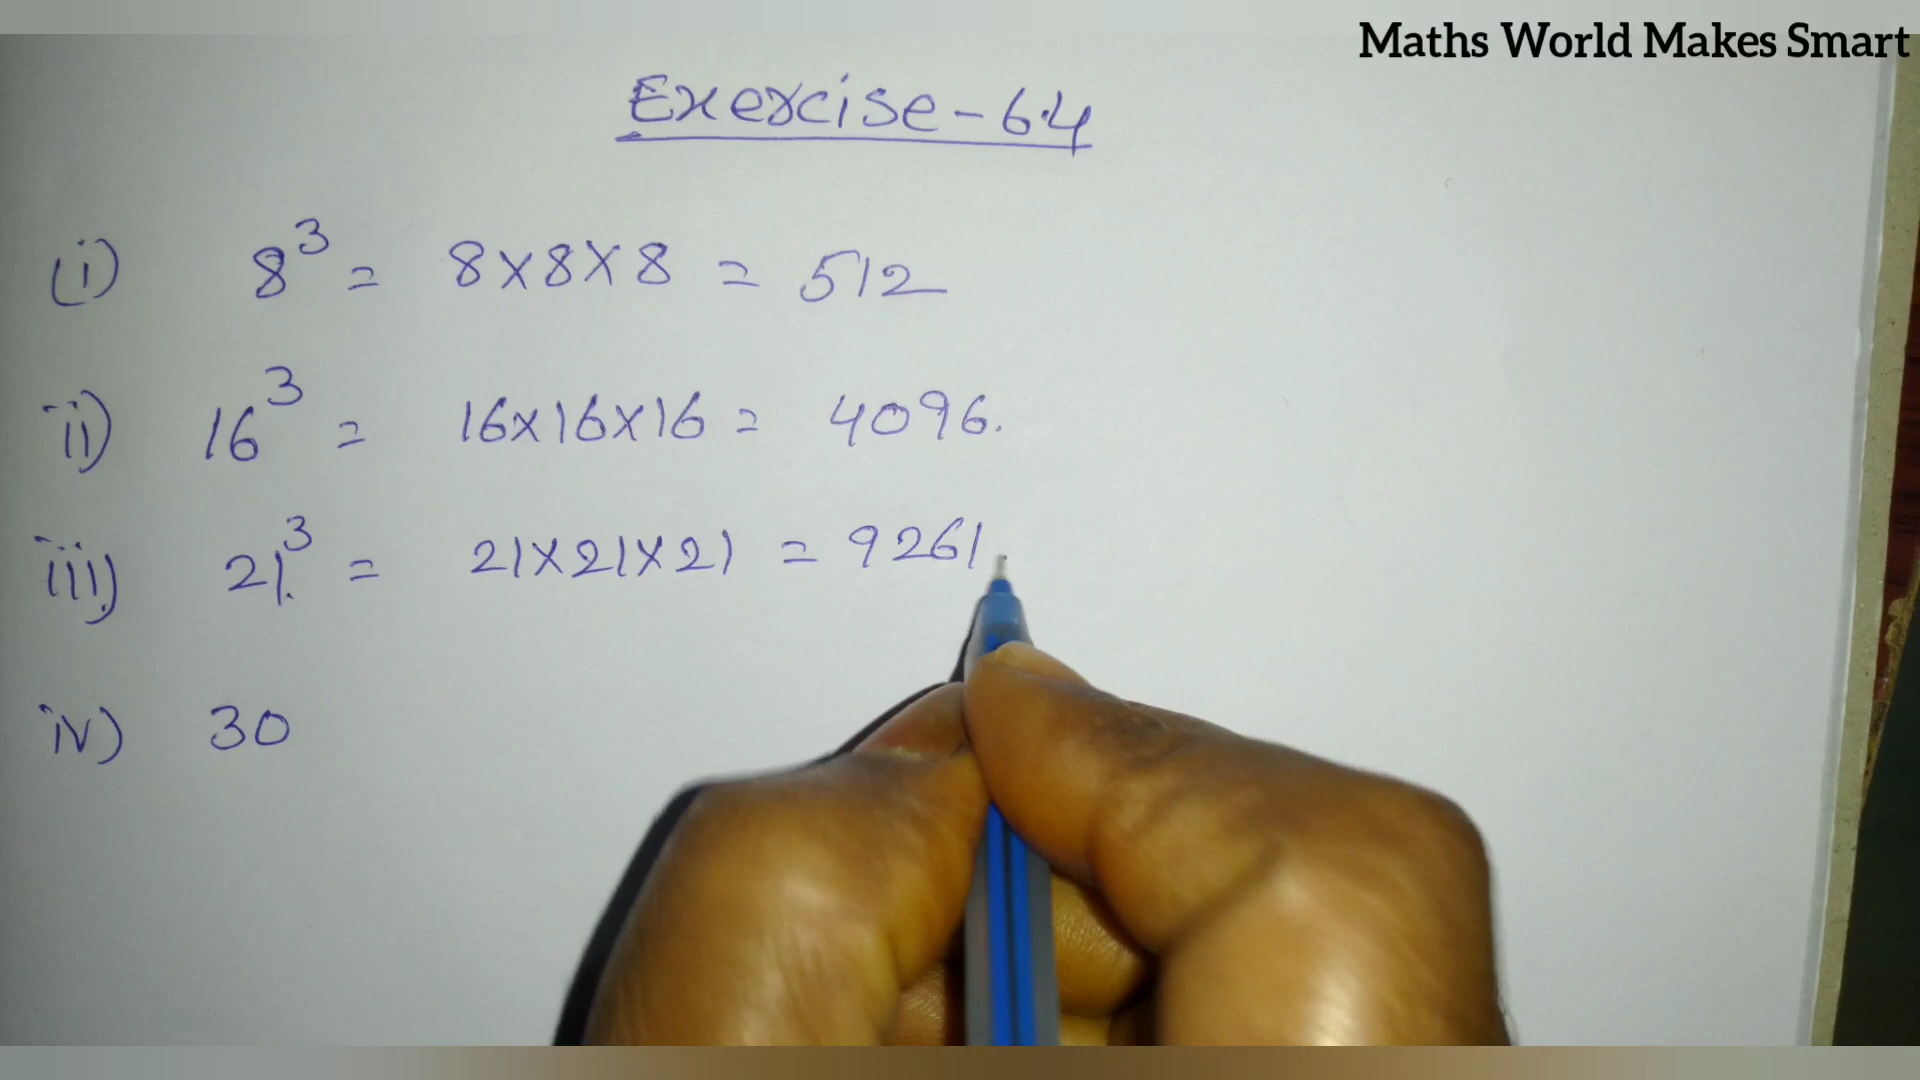 Maths World Makes Smart
Exercise - 6.4
(i) 8³ = 8×8×8 = 512
ii) 16³ = 16×16×16 = 4096.
iii) 21³ = 21×21×21 = 9261
iv) 30